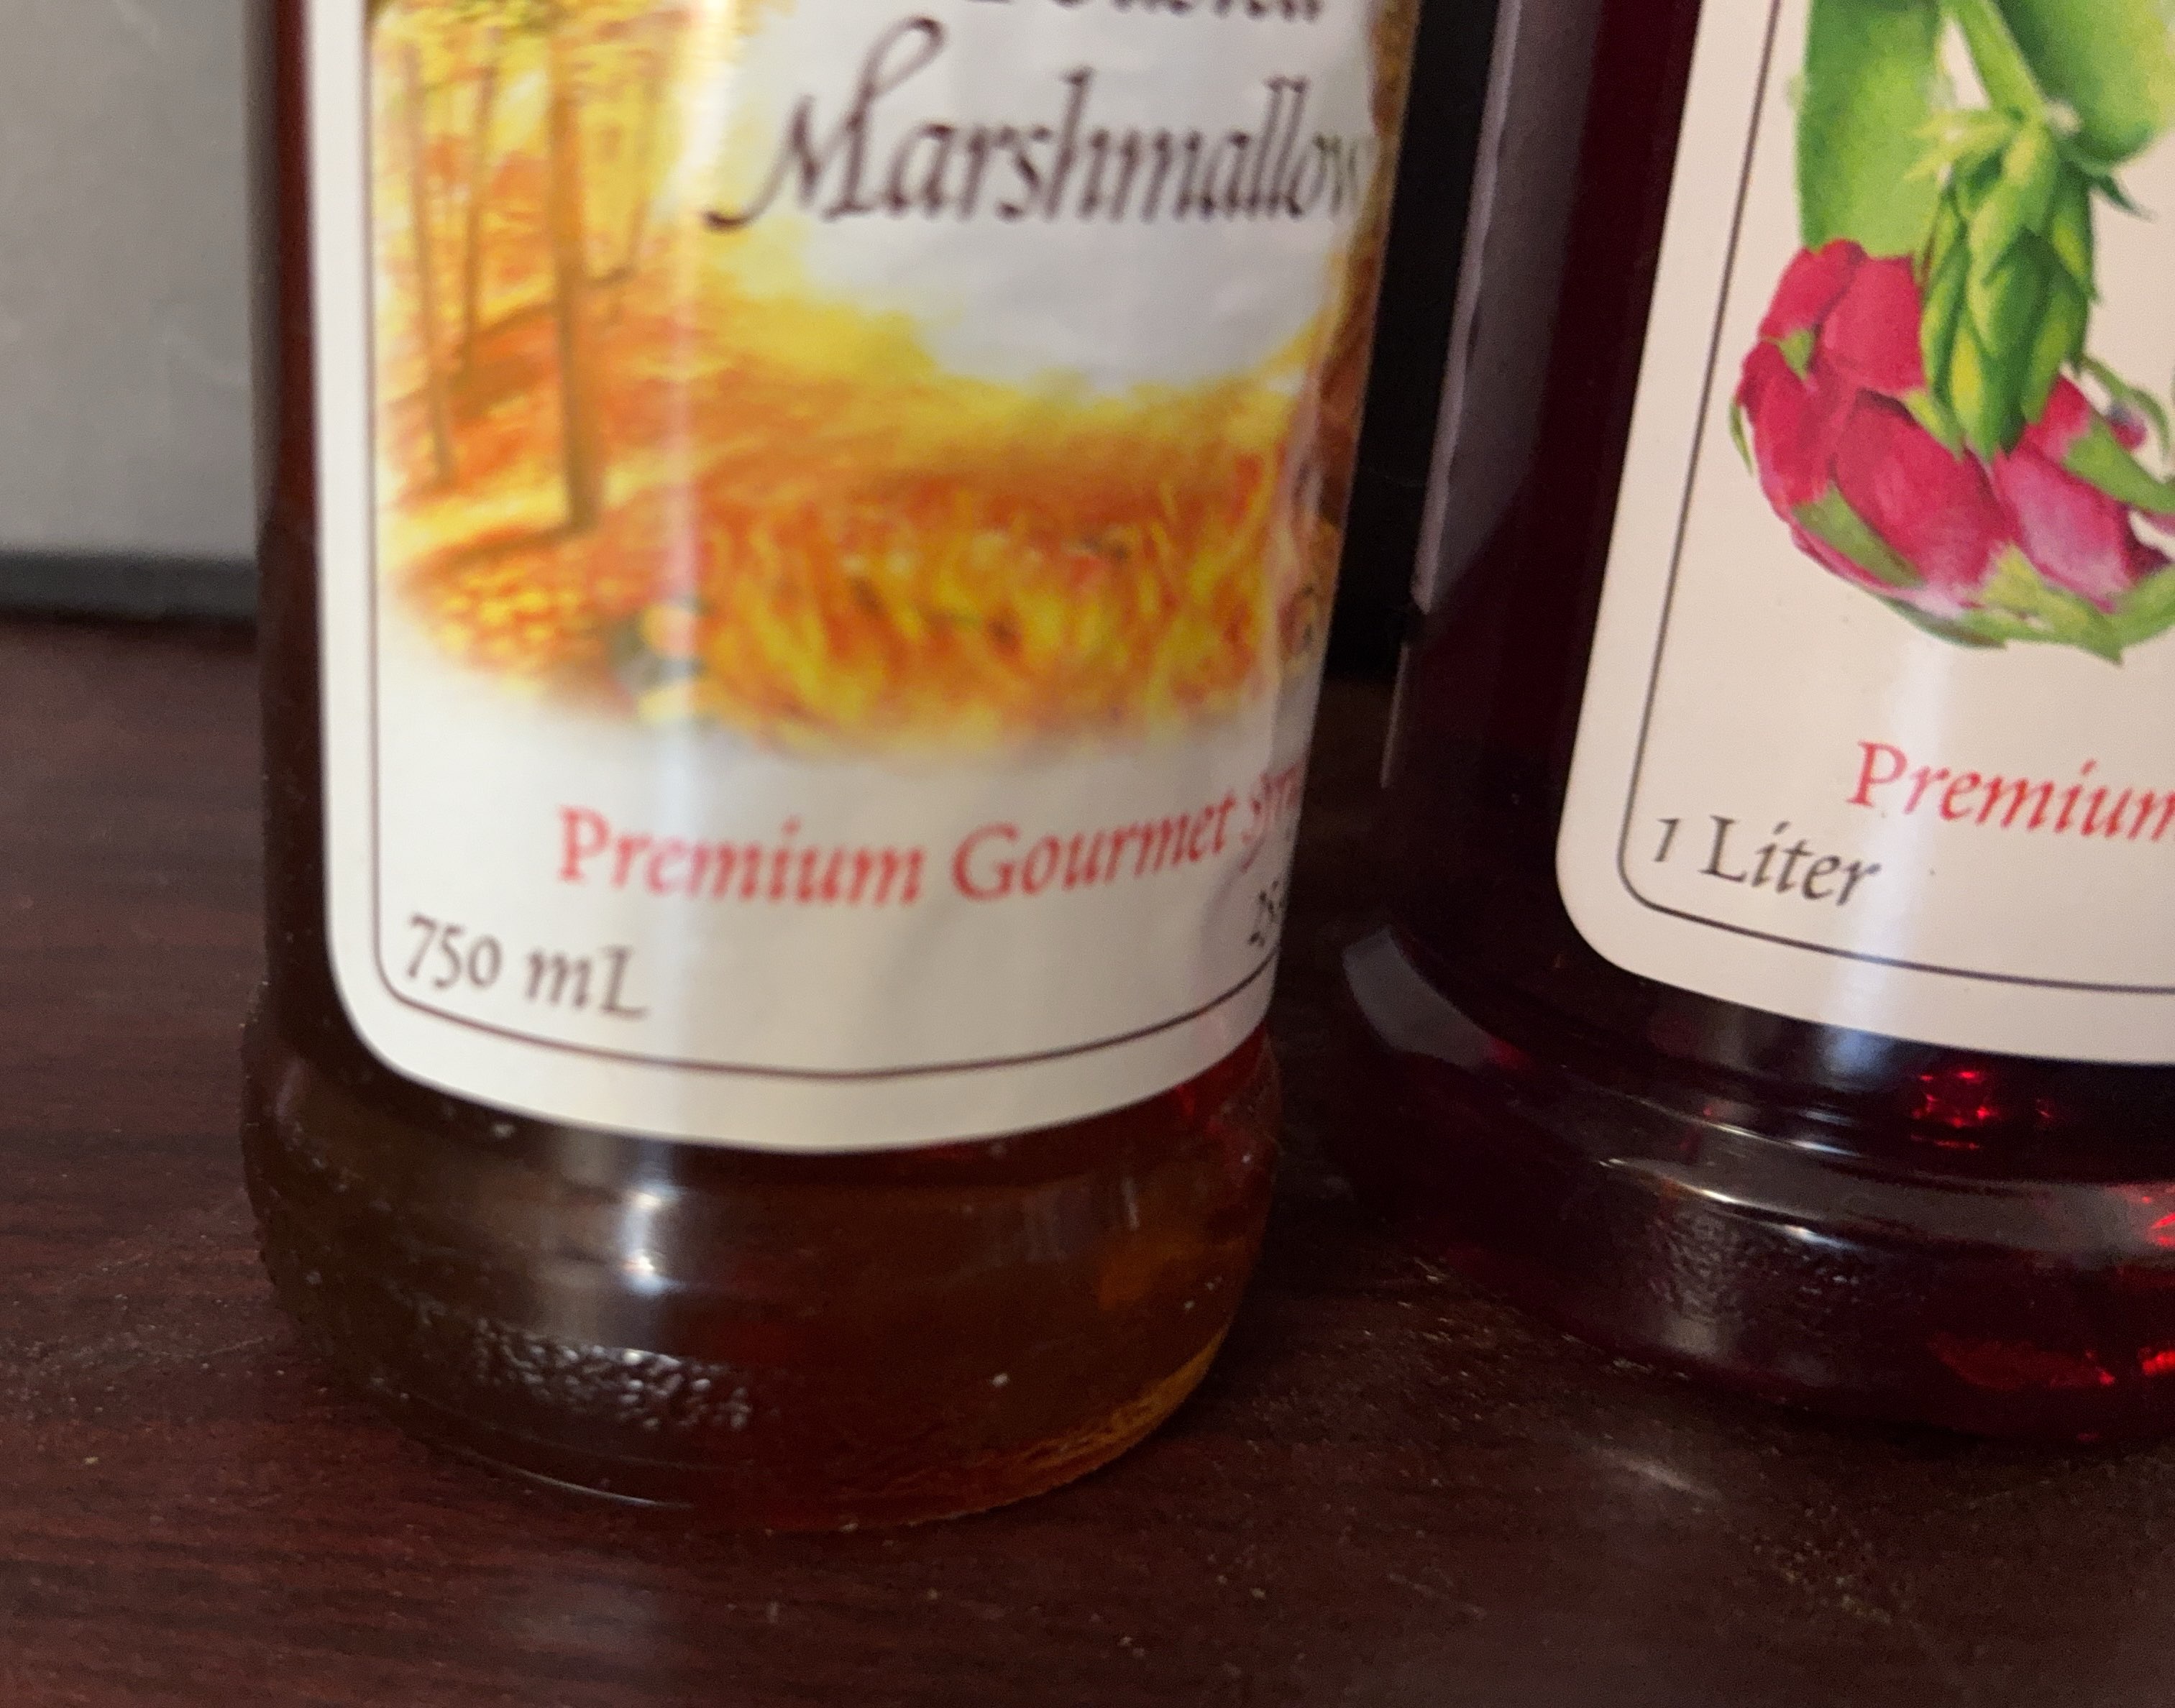 Marshmallow
Premium Gourmet
750 mL
Premium
1 Liter